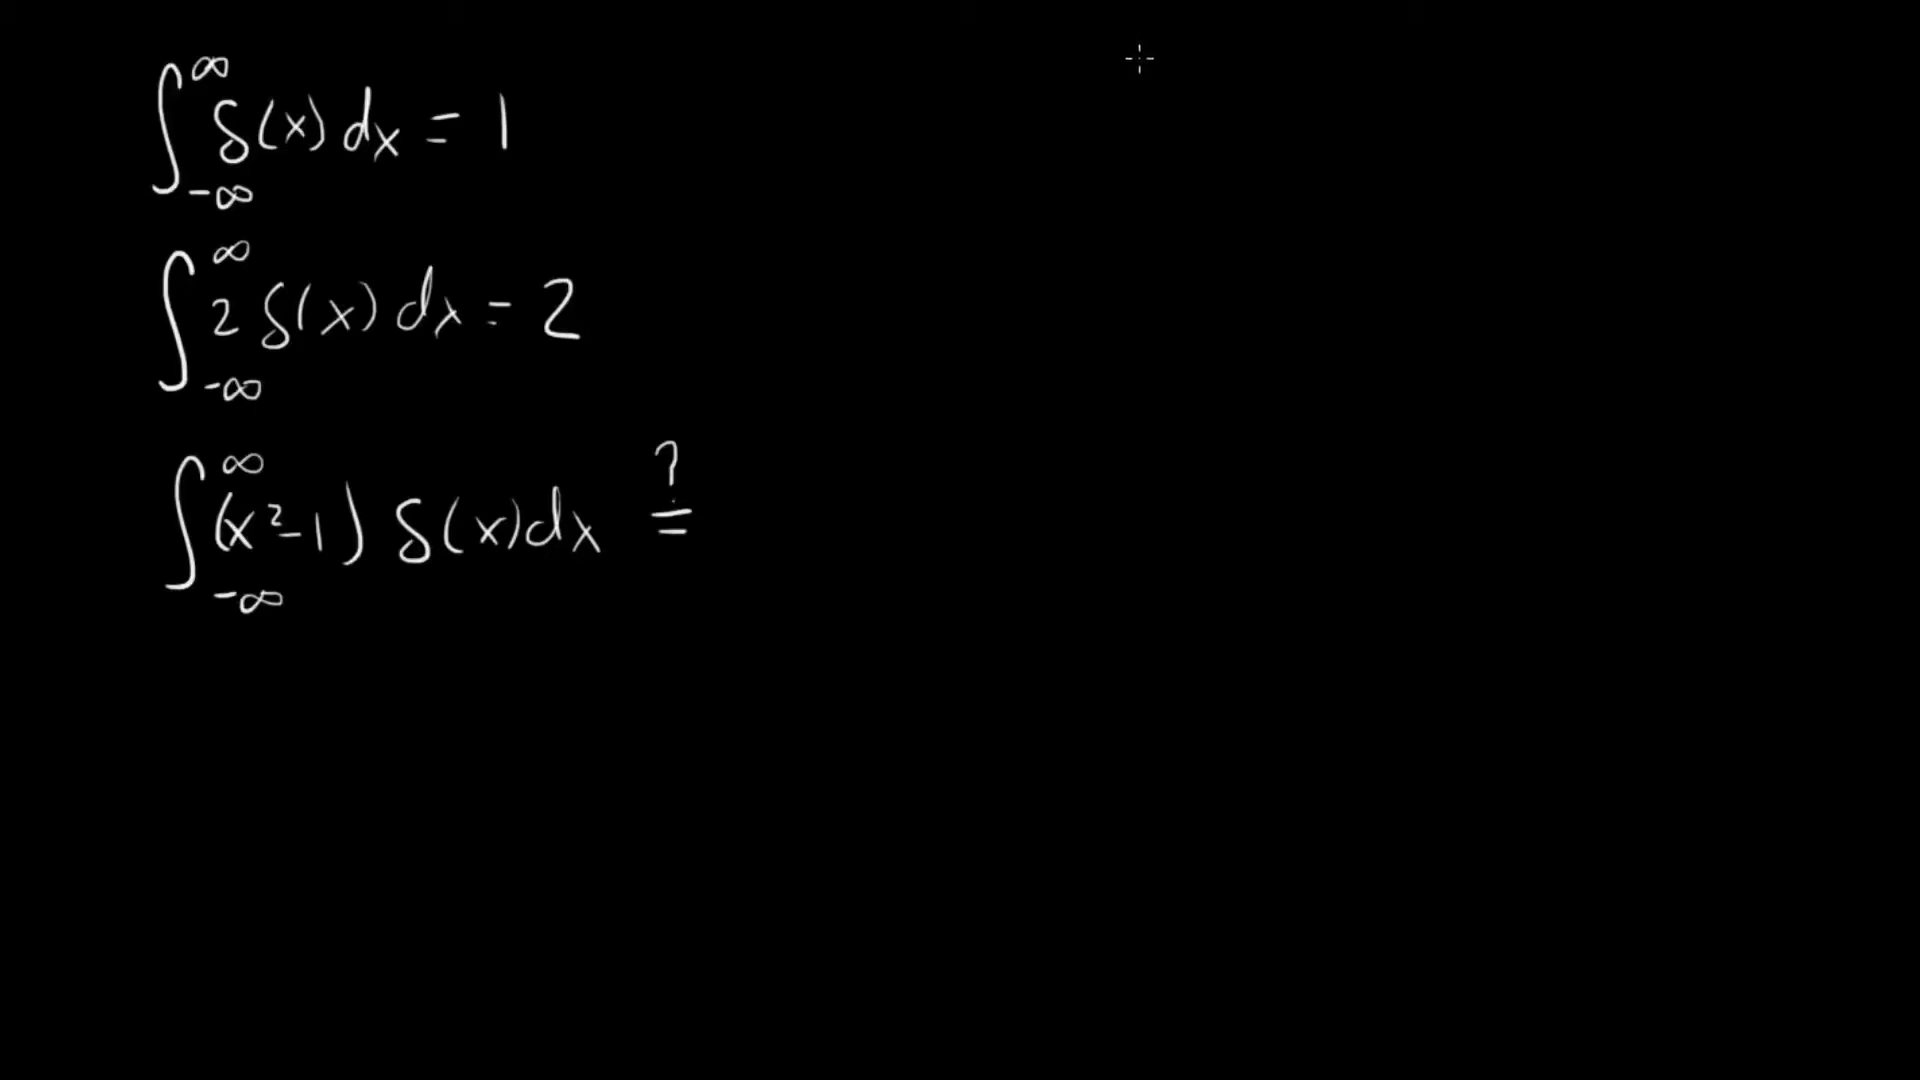 ∫_{-∞}^{∞} δ(x) dx = 1
∫_{-∞}^{∞} 2 δ(x) dx = 2
∫_{-∞}^{∞} (x²-1) δ(x) dx ≟